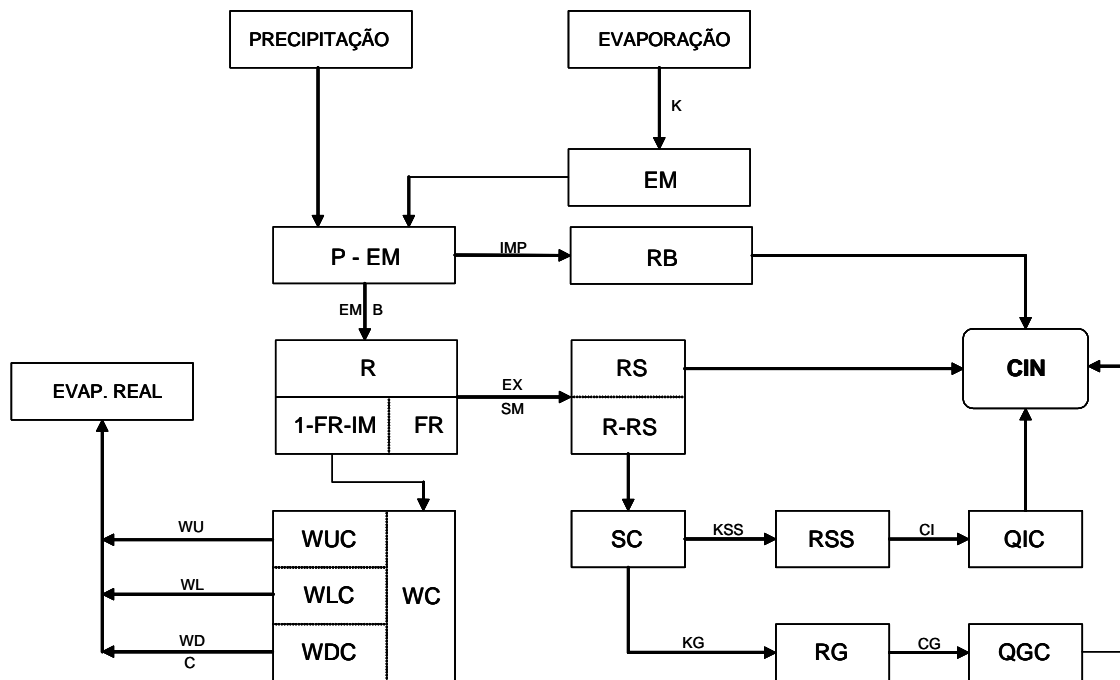 PRECIPITAÇÃO
EVAPORAÇÃO
K
EM
P - EM
IMP
RB
EM B
R
RS
CIN
EVAP. REAL
EX
SM
1-FR-IM
FR
R-RS
WU
WUC
SC
KSS
RSS
CI
QIC
WL
WLC
WC
WD
C
WDC
KG
RG
CG
QGC